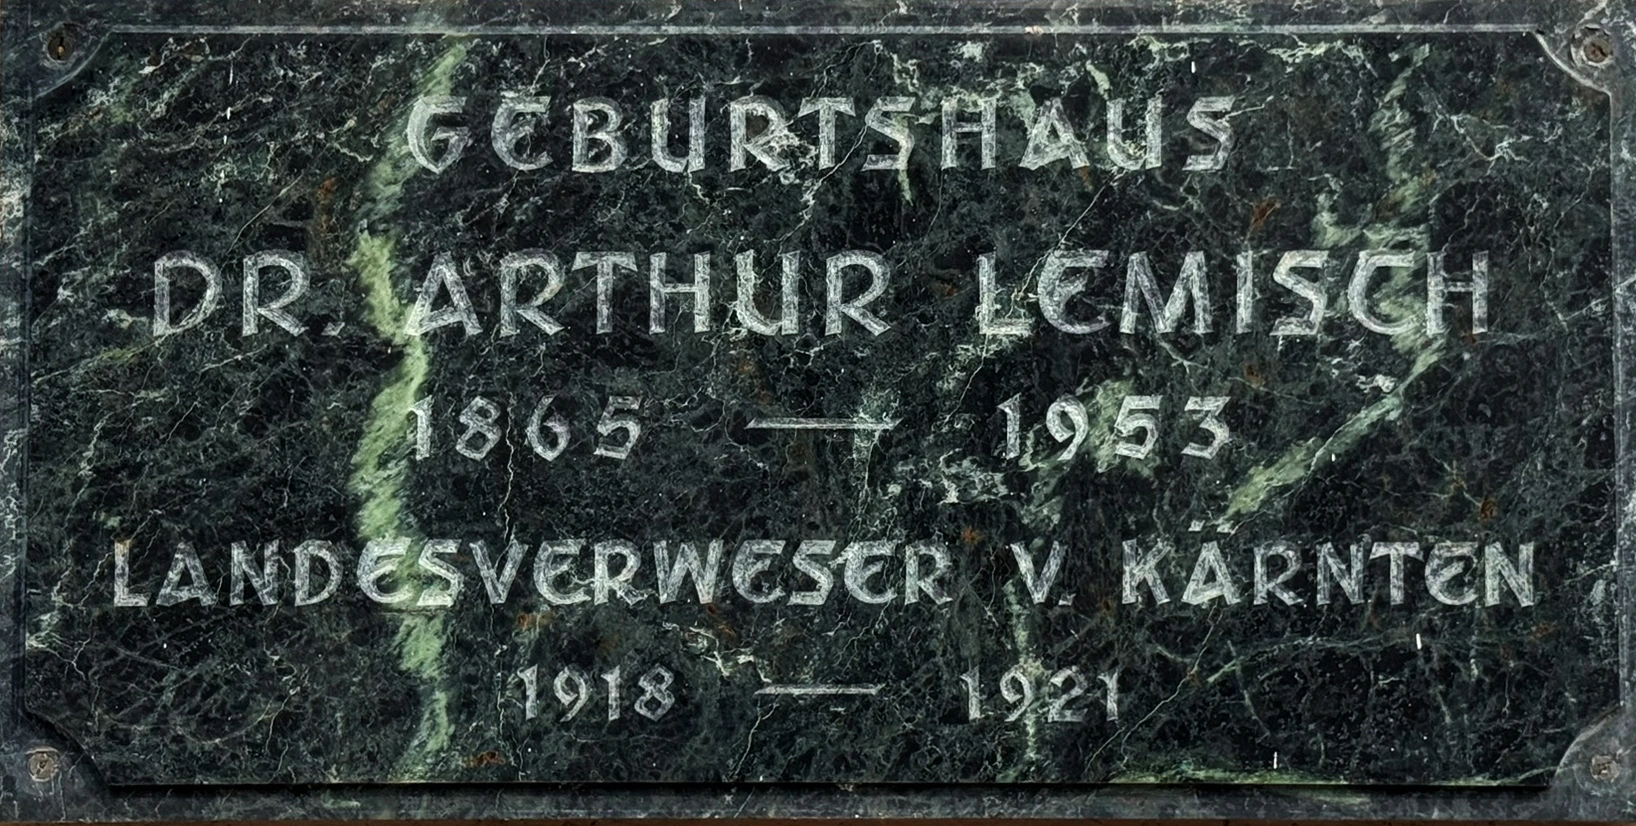 GEBURTSHAUS
DR. ARTHUR LEMISCH
1865 — 1953
LANDESVERWESER V. KÄRNTEN
1918 — 1921